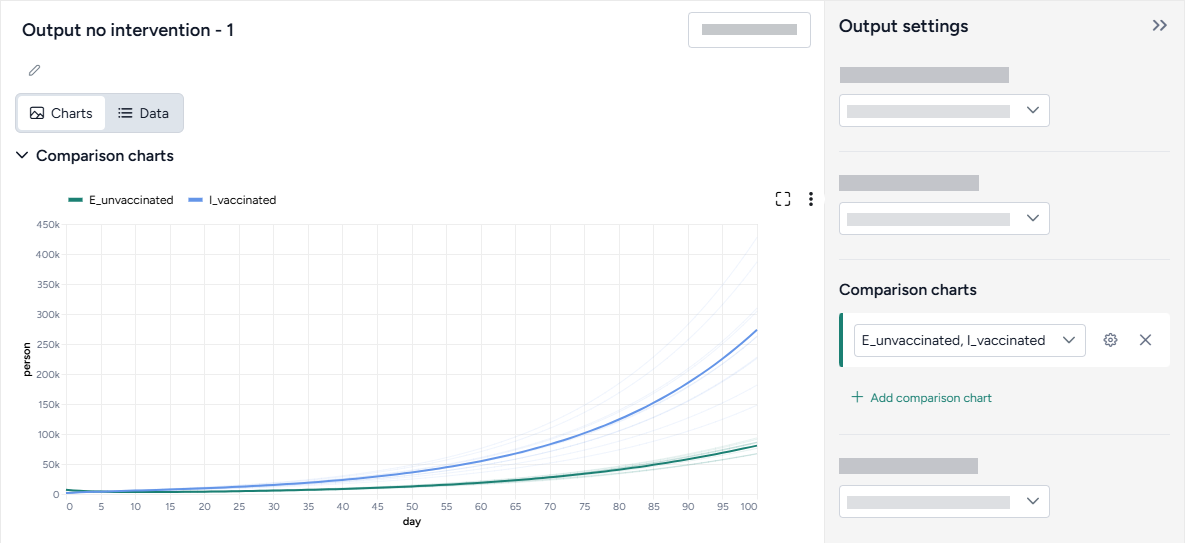 Output no intervention - 1
Charts
Data
Comparison charts
E_unvaccinated
I_vaccinated
450k
400k
350k
300k
250k
200k
150k
100k
50k
0
person
0 5 10 15 20 25 30 35 40 45 50 55 60 65 70 75 80 85 90 95 100
day
Output settings
Comparison charts
E_unvaccinated, I_vaccinated
Add comparison chart